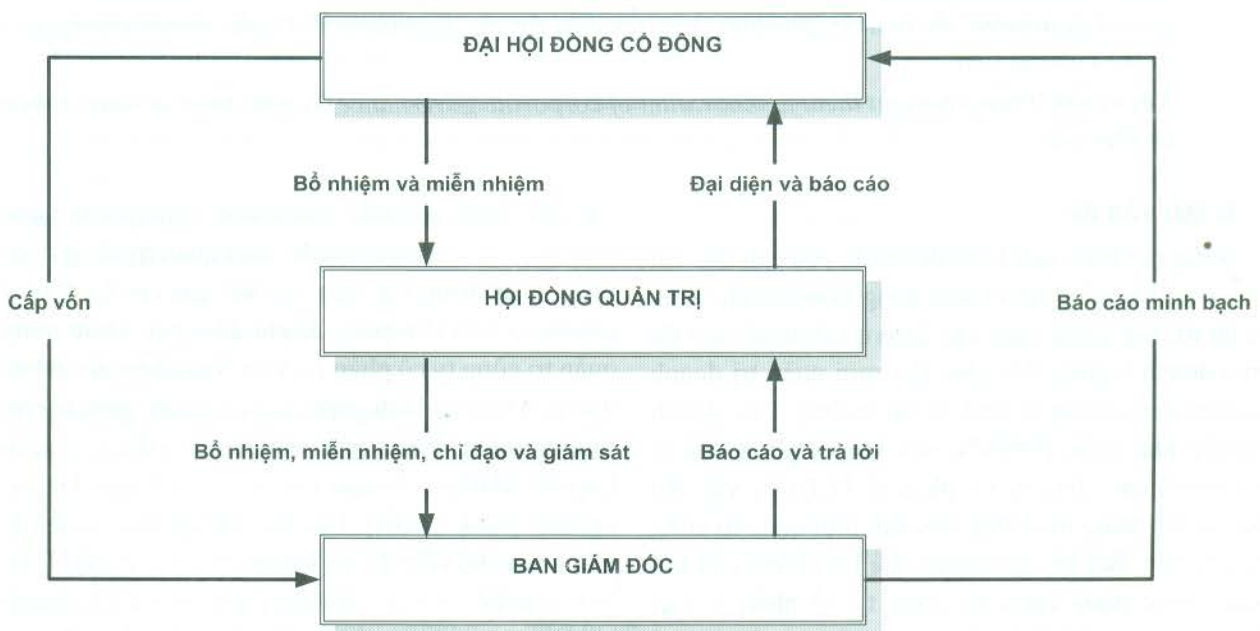 ĐẠI HỘI ĐỒNG CỔ ĐÔNG
Bổ nhiệm và miễn nhiệm
Đại diện và báo cáo
Cấp vốn
HỘI ĐỒNG QUẢN TRỊ
Báo cáo minh bạch
Bổ nhiệm, miễn nhiệm, chỉ đạo và giám sát
Báo cáo và trả lời
BAN GIÁM ĐỐC